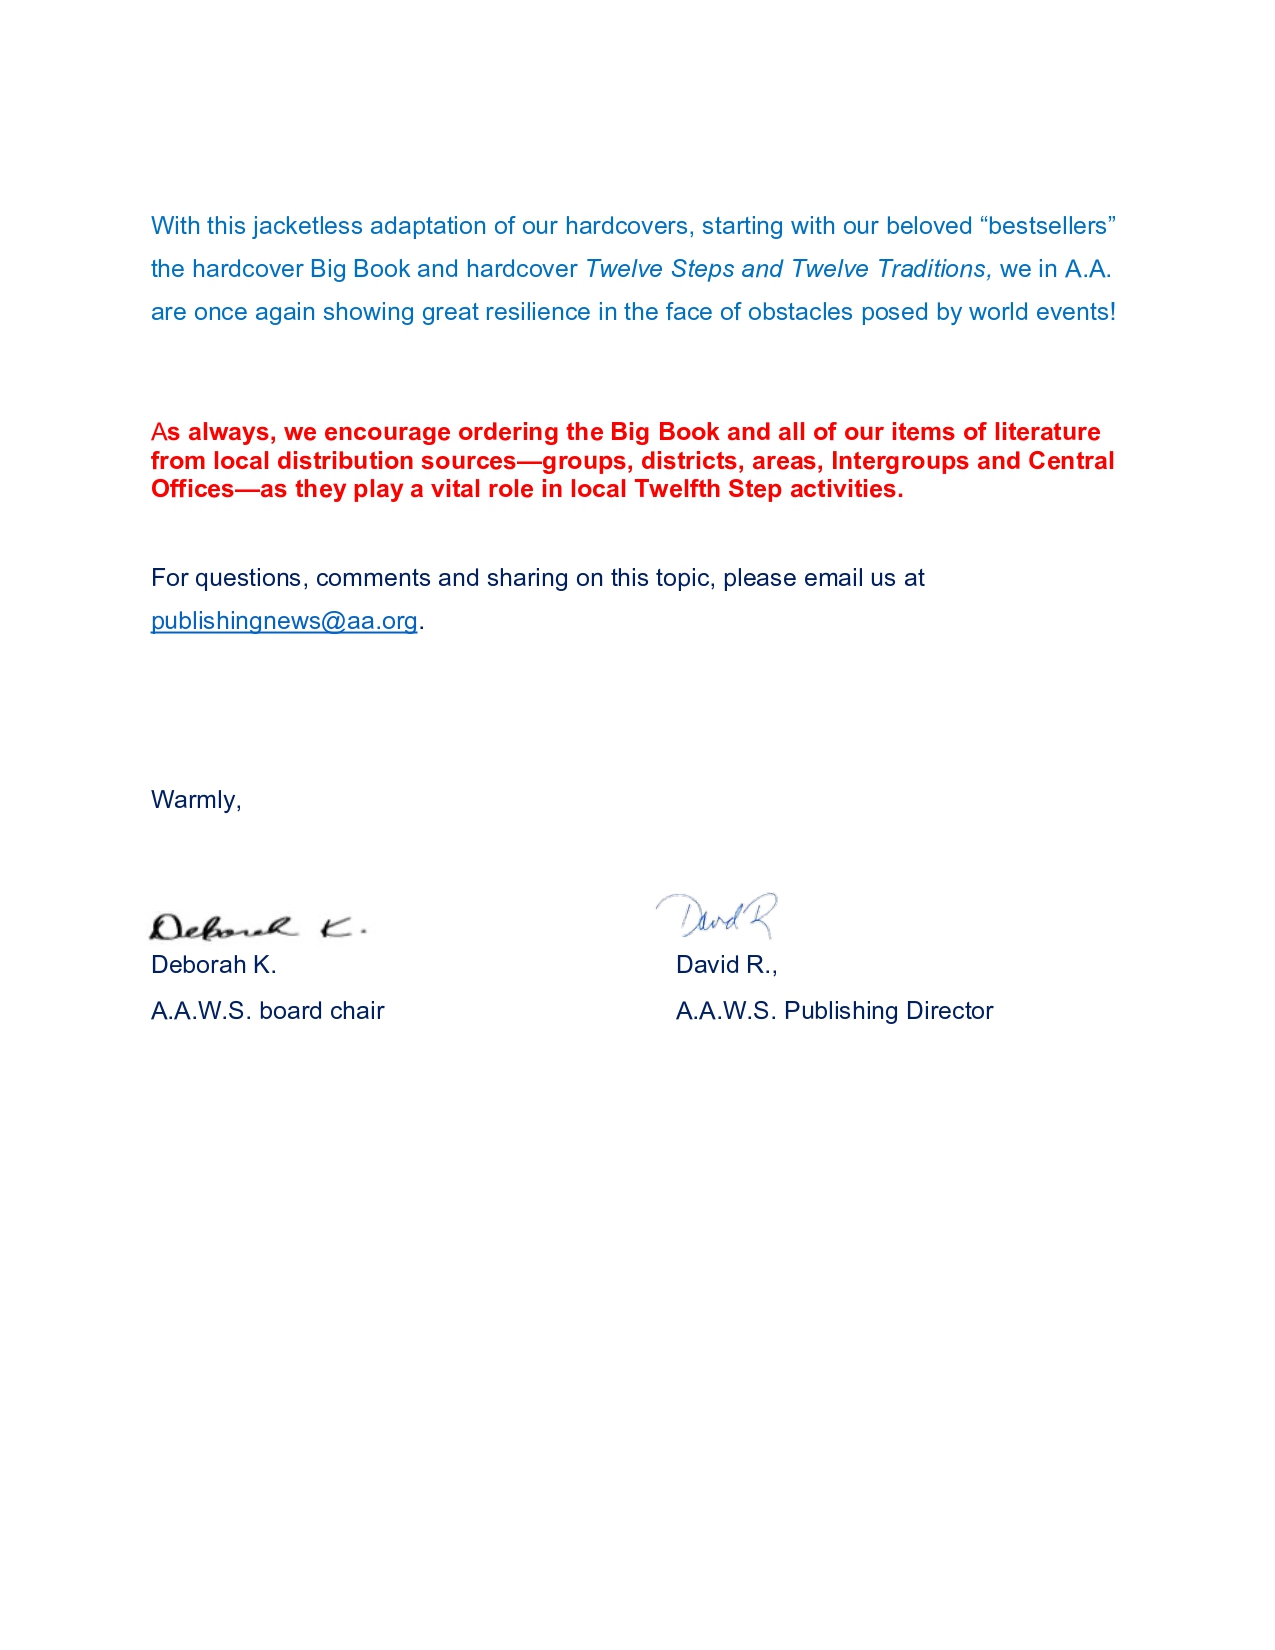 With this jacketless adaptation of our hardcovers, starting with our beloved “bestsellers”
the hardcover Big Book and hardcover Twelve Steps and Twelve Traditions, we in A.A.
are once again showing great resilience in the face of obstacles posed by world events!
As always, we encourage ordering the Big Book and all of our items of literature
from local distribution sources—groups, districts, areas, Intergroups and Central
Offices—as they play a vital role in local Twelfth Step activities.
For questions, comments and sharing on this topic, please email us at
publishingnews@aa.org.
Warmly,
Deborah K.
David R
Deborah K.
David R.,
A.A.W.S. board chair
A.A.W.S. Publishing Director